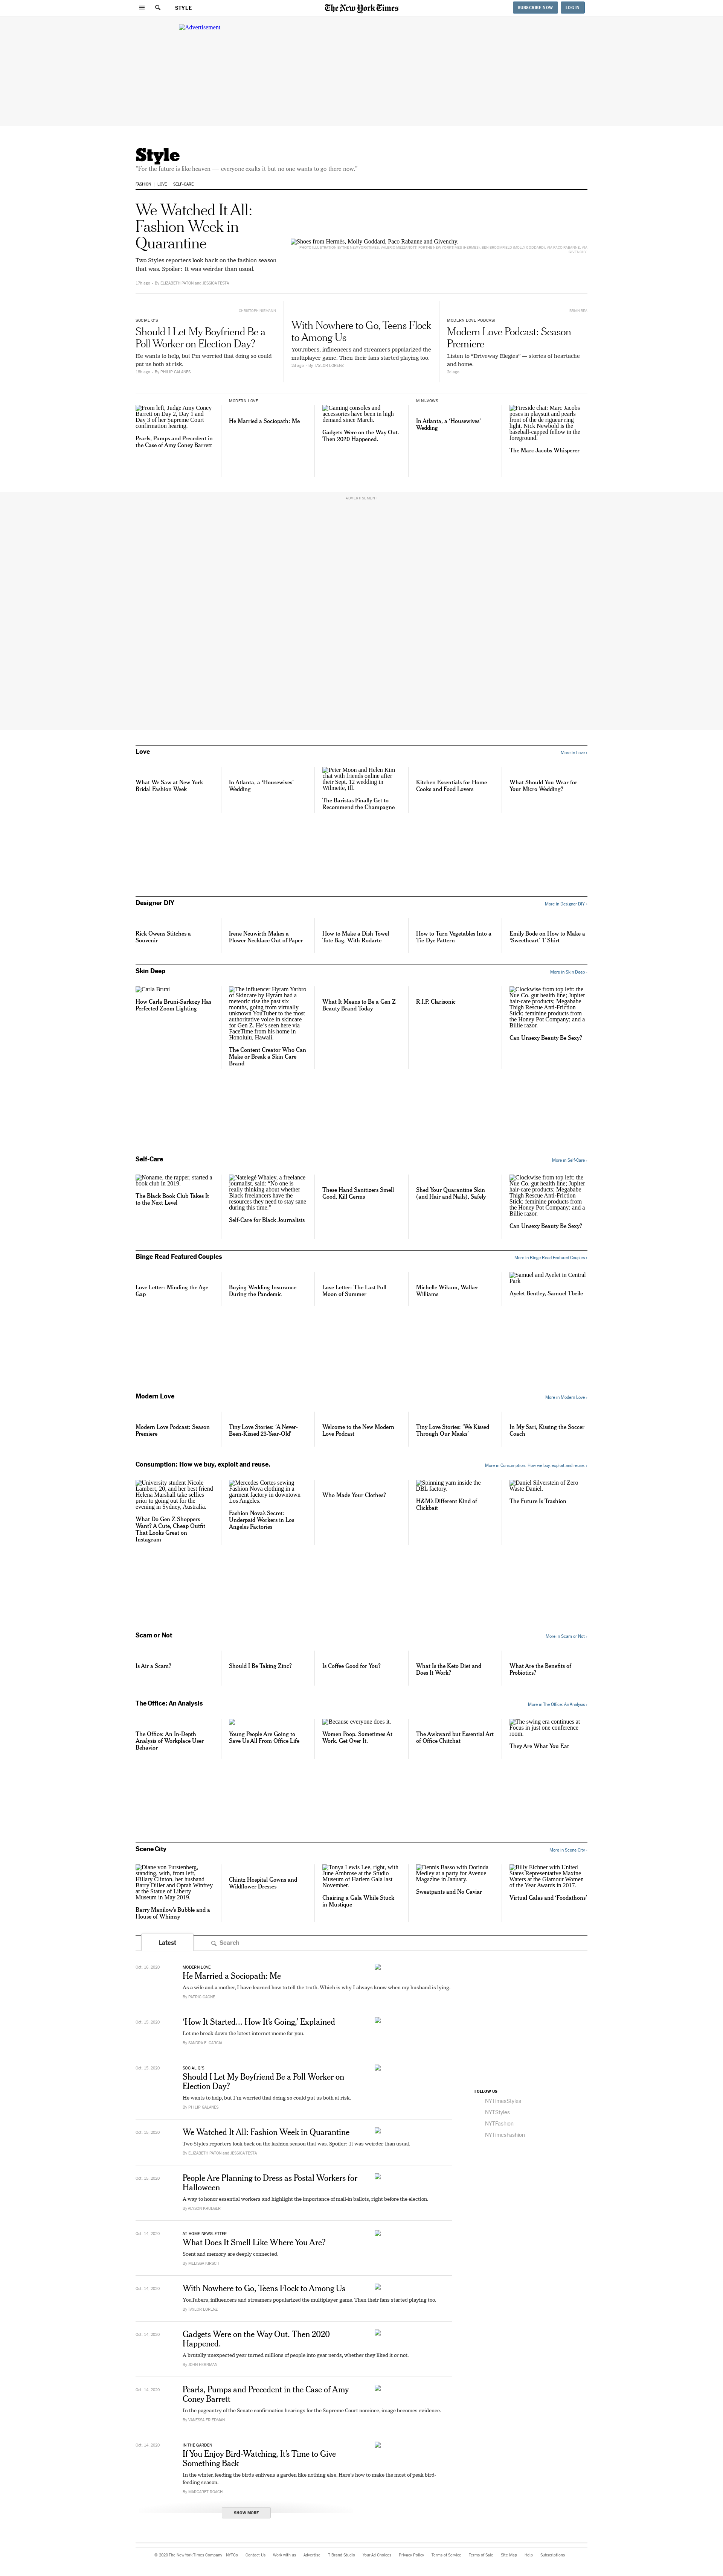 STYLE
The New York Times
SUBSCRIBE NOW
LOG IN
Advertisement
Style
"For the future is like heaven — everyone exalts it but no one wants to go there now."
FASHION
LOVE
SELF-CARE
We Watched It All:
Fashion Week in
Quarantine
Two Styles reporters look back on the fashion season
that was. Spoiler: It was weirder than usual.
17h ago · By ELIZABETH PATON and JESSICA TESTA
Shoes from Hermès, Molly Goddard, Paco Rabanne and Givenchy.
SOCIAL Q'S
Should I Let My Boyfriend Be a
Poll Worker on Election Day?
He wants to help, but I'm worried that doing so could
put us both at risk.
By PHILIP GALANES
With Nowhere to Go, Teens Flock
to Among Us
YouTubers, influencers and streamers popularized the
multiplayer game. Then their fans started playing too.
By TAYLOR LORENZ
MODERN LOVE PODCAST
Modern Love Podcast: Season
Premiere
Listen to "Driveway Elegies" — stories of heartache
and home.
From left, Judge Amy Coney
Barrett on Day 2, Day 1 and
Day 3 of her Supreme Court
confirmation hearing.
Pearls, Pumps and Precedent in
the Case of Amy Coney Barrett
MODERN LOVE
He Married a Sociopath: Me
Gaming consoles and
accessories have been in high
demand since March.
Gadgets Were on the Way Out.
Then 2020 Happened.
MINI-VOWS
In Atlanta, a 'Housewives'
Wedding
Fireside chat: Marc Jacobs
poses in playsuit and pearls
front of the de rigueur ring
light. Nick Newbold is the
baseball-capped fellow in the
foreground.
The Marc Jacobs Whisperer
ADVERTISEMENT
Love
More in Love ›
What We Saw at New York
Bridal Fashion Week
In Atlanta, a 'Housewives'
Wedding
Peter Moon and Helen Kim
chat with friends online after
their Sept. 12 wedding in
Wilmette, Ill.
The Baristas Finally Get to
Recommend the Champagne
Kitchen Essentials for Home
Cooks and Food Lovers
What Should You Wear for
Your Micro Wedding?
Designer DIY
More in Designer DIY ›
Rick Owens Stitches a
Souvenir
Irene Neuwirth Makes a
Flower Necklace Out of Paper
How to Make a Dish Towel
Tote Bag, With Rodarte
How to Turn Vegetables Into a
Tie-Dye Pattern
Emily Bode on How to Make a
'Sweetheart' T-Shirt
Skin Deep
More in Skin Deep ›
Carla Bruni
How Carla Bruni-Sarkozy Has
Perfected Zoom Lighting
The influencer Hyram Yarbro
of Skincare by Hyram had a
meteoric rise the past six
months, going from virtually
unknown YouTuber to the most
authoritative voice in skincare
for Gen Z. He's seen here via
FaceTime from his home in
Honolulu, Hawaii.
The Content Creator Who Can
Make or Break a Skin Care
Brand
What It Means to Be a Gen Z
Beauty Brand Today
R.I.P. Clarisonic
Clockwise from top left: the
Nue Co. gut health line; Jupiter
hair-care products; Megababe
Thigh Rescue Anti-Friction
Stick; feminine products from
the Honey Pot Company; and a
Billie razor.
Can Unsexy Beauty Be Sexy?
Self-Care
More in Self-Care ›
Noname, the rapper, started a
book club in 2019.
The Black Book Club Takes It
to the Next Level
Natelegé Whaley, a freelance
journalist, said: "No one is
really thinking about whether
Black freelancers have the
resources they need to stay sane
during this time."
Self-Care for Black Journalists
These Hand Sanitizers Smell
Good, Kill Germs
Shed Your Quarantine Skin
(and Hair and Nails), Safely
Clockwise from top left: the
Nue Co. gut health line; Jupiter
hair-care products; Megababe
Thigh Rescue Anti-Friction
Stick; feminine products from
the Honey Pot Company; and a
Billie razor.
Can Unsexy Beauty Be Sexy?
Binge Read Featured Couples
More in Binge Read Featured Couples ›
Love Letter: Minding the Age
Gap
Buying Wedding Insurance
During the Pandemic
Love Letter: The Last Full
Moon of Summer
Michelle Wikum, Walker
Williams
Samuel and Ayelet in Central
Park
Ayelet Bentley, Samuel Theile
Modern Love
More in Modern Love ›
Modern Love Podcast: Season
Premiere
Tiny Love Stories: 'A Never-
Been-Kissed 23-Year-Old'
Welcome to the New Modern
Love Podcast
Tiny Love Stories: 'We Kissed
Through Our Masks'
In My Sari, Kissing the Soccer
Coach
Consumption: How we buy, exploit and reuse.
More in Consumption: How we buy, exploit and reuse. ›
University student Nicole
Lambert, 20, and her best friend
Helena Marshall take selfies
prior to going out for the
evening in Sydney, Australia.
What Do Gen Z Shoppers
Want? A Cute, Cheap Outfit
That Looks Great on
Instagram
Mercedes Cortes sewing
Fashion Nova clothing in a
garment factory in downtown
Los Angeles.
Fashion Nova's Secret:
Underpaid Workers in Los
Angeles Factories
Who Made Your Clothes?
Spinning yarn inside the
DBL factory.
H&M's Different Kind of
Clickbait
Daniel Silverstein of Zero
Waste Daniel.
The Future Is Trashion
Scam or Not
More in Scam or Not ›
Is Air a Scam?
Should I Be Taking Zinc?
Is Coffee Good for You?
What Is the Keto Diet and
Does It Work?
What Are the Benefits of
Probiotics?
The Office: An Analysis
More in The Office: An Analysis ›
The Office: An In-Depth
Analysis of Workplace User
Behavior
Young People Are Going to
Save Us All From Office Life
Because everyone does it.
Women Poop. Sometimes At
Work. Get Over It.
The Awkward but Essential Art
of Office Chitchat
The swing era continues at
Focus in just one conference
room.
They Are What You Eat
Scene City
More in Scene City ›
Diane von Furstenberg,
standing, with, from left,
Hillary Clinton, her husband
Barry Diller and Oprah Winfrey
at the Statue of Liberty
Museum in May 2019.
Barry Manilow's Bubble and a
House of Whimsy
Chintz Hospital Gowns and
Wildflower Dresses
Tonya Lewis Lee, right, with
June Ambrose at the Studio
Museum of Harlem Gala last
November.
Chairing a Gala While Stuck
in Mustique
Dennis Basso with Dorinda
Medley at a party for Avenue
Magazine in January.
Sweatpants and No Caviar
Billy Eichner with United
States Representative Maxine
Waters at the Glamour Women
of the Year Awards in 2017.
Virtual Galas and 'Foodathons'
Latest
Search
Oct. 16, 2020
MODERN LOVE
He Married a Sociopath: Me
As a wife and a mother, I have learned how to tell the truth. Which is why I always know when my husband is lying.
By PATRIC GAGNE
Oct. 15, 2020
'How It Started... How It's Going,' Explained
Let me break down the latest internet meme for you.
By SANDRA E. GARCIA
Oct. 15, 2020
SOCIAL Q'S
Should I Let My Boyfriend Be a Poll Worker on
Election Day?
He wants to help, but I'm worried that doing so could put us both at risk.
By PHILIP GALANES
Oct. 15, 2020
We Watched It All: Fashion Week in Quarantine
Two Styles reporters look back on the fashion season that was. Spoiler: It was weirder than usual.
By ELIZABETH PATON and JESSICA TESTA
Oct. 15, 2020
People Are Planning to Dress as Postal Workers for
Halloween
A way to honor essential workers and highlight the importance of mail-in ballots, right before the election.
By ALYSON KRUEGER
Oct. 14, 2020
AT HOME NEWSLETTER
What Does It Smell Like Where You Are?
Scent and memory are deeply connected.
By MELISSA KIRSCH
Oct. 14, 2020
With Nowhere to Go, Teens Flock to Among Us
YouTubers, influencers and streamers popularized the multiplayer game. Then their fans started playing too.
By TAYLOR LORENZ
Oct. 14, 2020
Gadgets Were on the Way Out. Then 2020
Happened.
A brutally unexpected year turned millions of people into gear nerds, whether they liked it or not.
By JOHN HERRMAN
Oct. 14, 2020
Pearls, Pumps and Precedent in the Case of Amy
Coney Barrett
In the pageantry of the Senate confirmation hearings for the Supreme Court nominee, image becomes evidence.
By VANESSA FRIEDMAN
Oct. 14, 2020
IN THE GARDEN
If You Enjoy Bird-Watching, It's Time to Give
Something Back
In the winter, feeding the birds enlivens a garden like nothing else. Here's how to make the most of peak bird-
feeding season.
By MARGARET ROACH
SHOW MORE
FOLLOW US
NYTimesStyles
NYTStyles
NYTFashion
NYTimesFashion
© 2020 The New York Times Company
NYTCo
Contact Us
Work with us
Advertise
T Brand Studio
Your Ad Choices
Privacy Policy
Terms of Service
Terms of Sale
Site Map
Help
Subscriptions